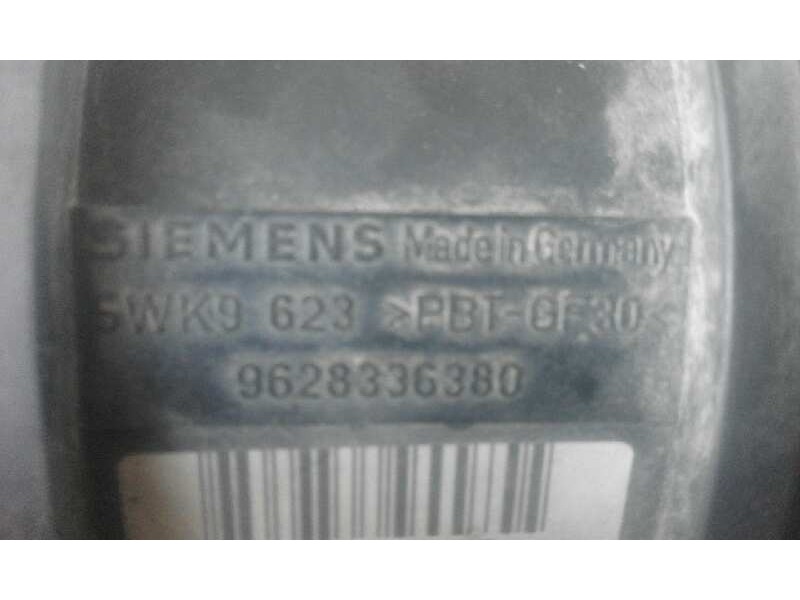 SIEMENS Made in Germany
5WK9 623 >PBT-GF30<
9628336380